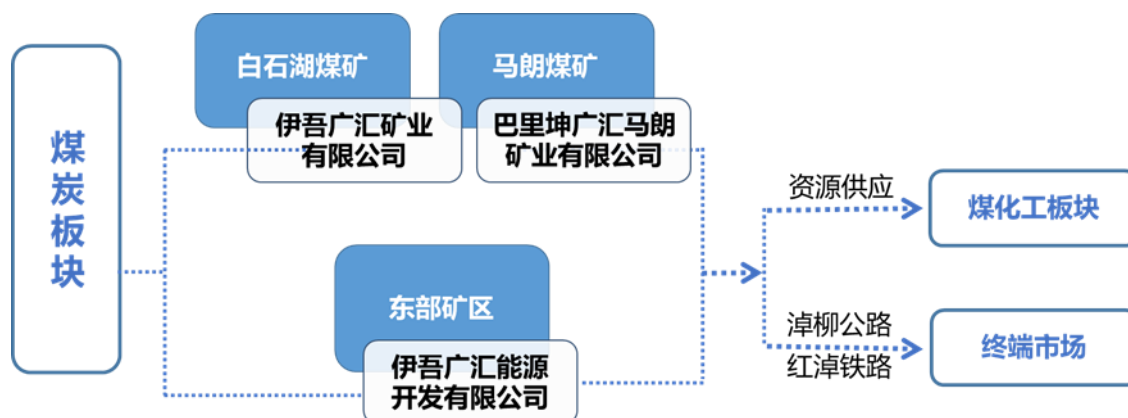 煤炭板块
白石湖煤矿
伊吾广汇矿业
有限公司
马朗煤矿
巴里坤广汇马朗
矿业有限公司
东部矿区
伊吾广汇能源
开发有限公司
资源供应
煤化工板块
淖柳公路
红淖铁路
终端市场